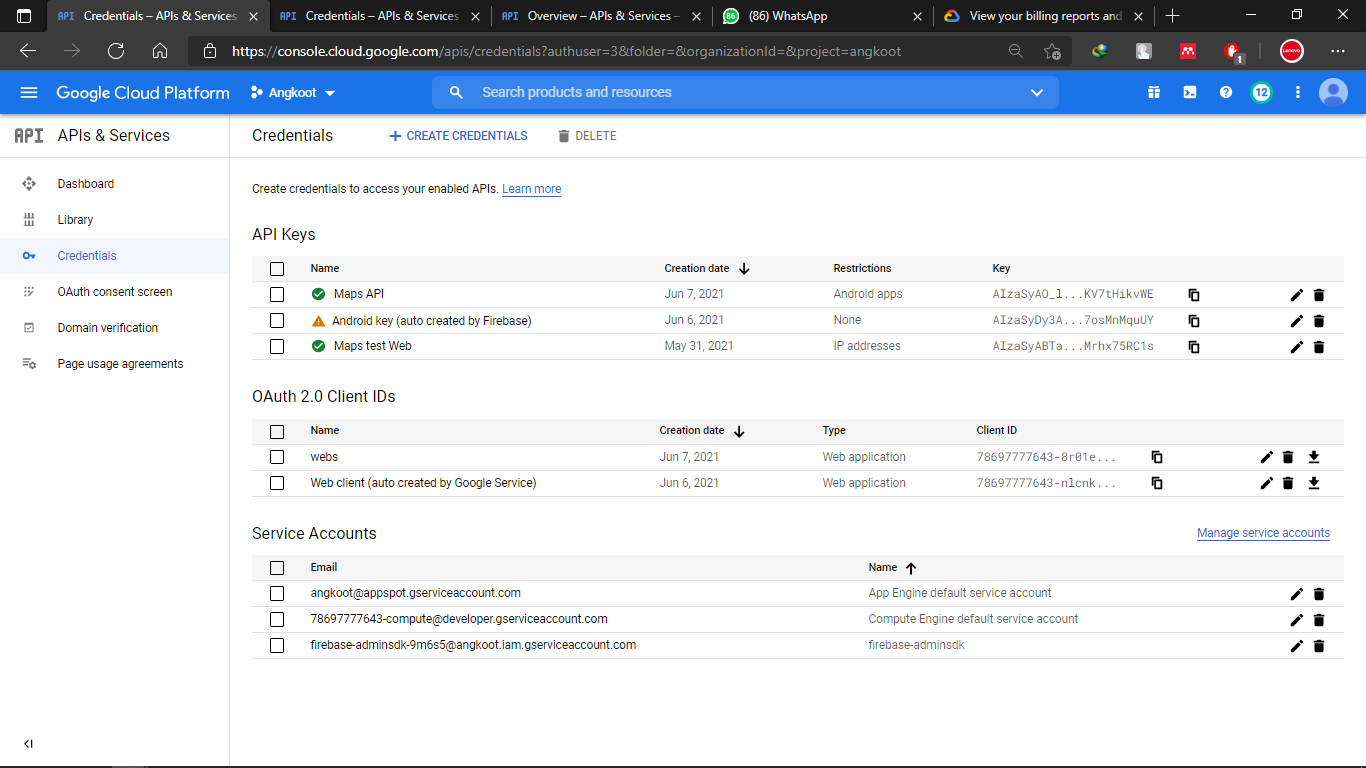 API Credentials – APIs & Services
API Credentials – APIs & Services
API Overview – APIs & Services –
86 (86) WhatsApp
View your billing reports and
https://console.cloud.google.com/apis/credentials?authuser=3&folder=&organizationId=&project=angkoot
1
Lenovo
Google Cloud Platform
Angkoot
Search products and resources
12
API APIs & Services
Credentials
CREATE CREDENTIALS
DELETE
Dashboard
Library
Credentials
OAuth consent screen
Domain verification
Page usage agreements
Create credentials to access your enabled APIs. Learn more
API Keys
Name Creation date Restrictions Key
Maps API Jun 7, 2021 Android apps AIzaSyAO_l...KV7tHikvWE
Android key (auto created by Firebase) Jun 6, 2021 None AIzaSyDy3A...7osMnMquUY
Maps test Web May 31, 2021 IP addresses AIzaSyABTa...Mrhx75RC1s
OAuth 2.0 Client IDs
Name Creation date Type Client ID
webs Jun 7, 2021 Web application 78697777643-8r01e...
Web client (auto created by Google Service) Jun 6, 2021 Web application 78697777643-nlcnk...
Service Accounts
Manage service accounts
Email Name
angkoot@appspot.gserviceaccount.com App Engine default service account
78697777643-compute@developer.gserviceaccount.com Compute Engine default service account
firebase-adminsdk-9m6s5@angkoot.iam.gserviceaccount.com firebase-adminsdk